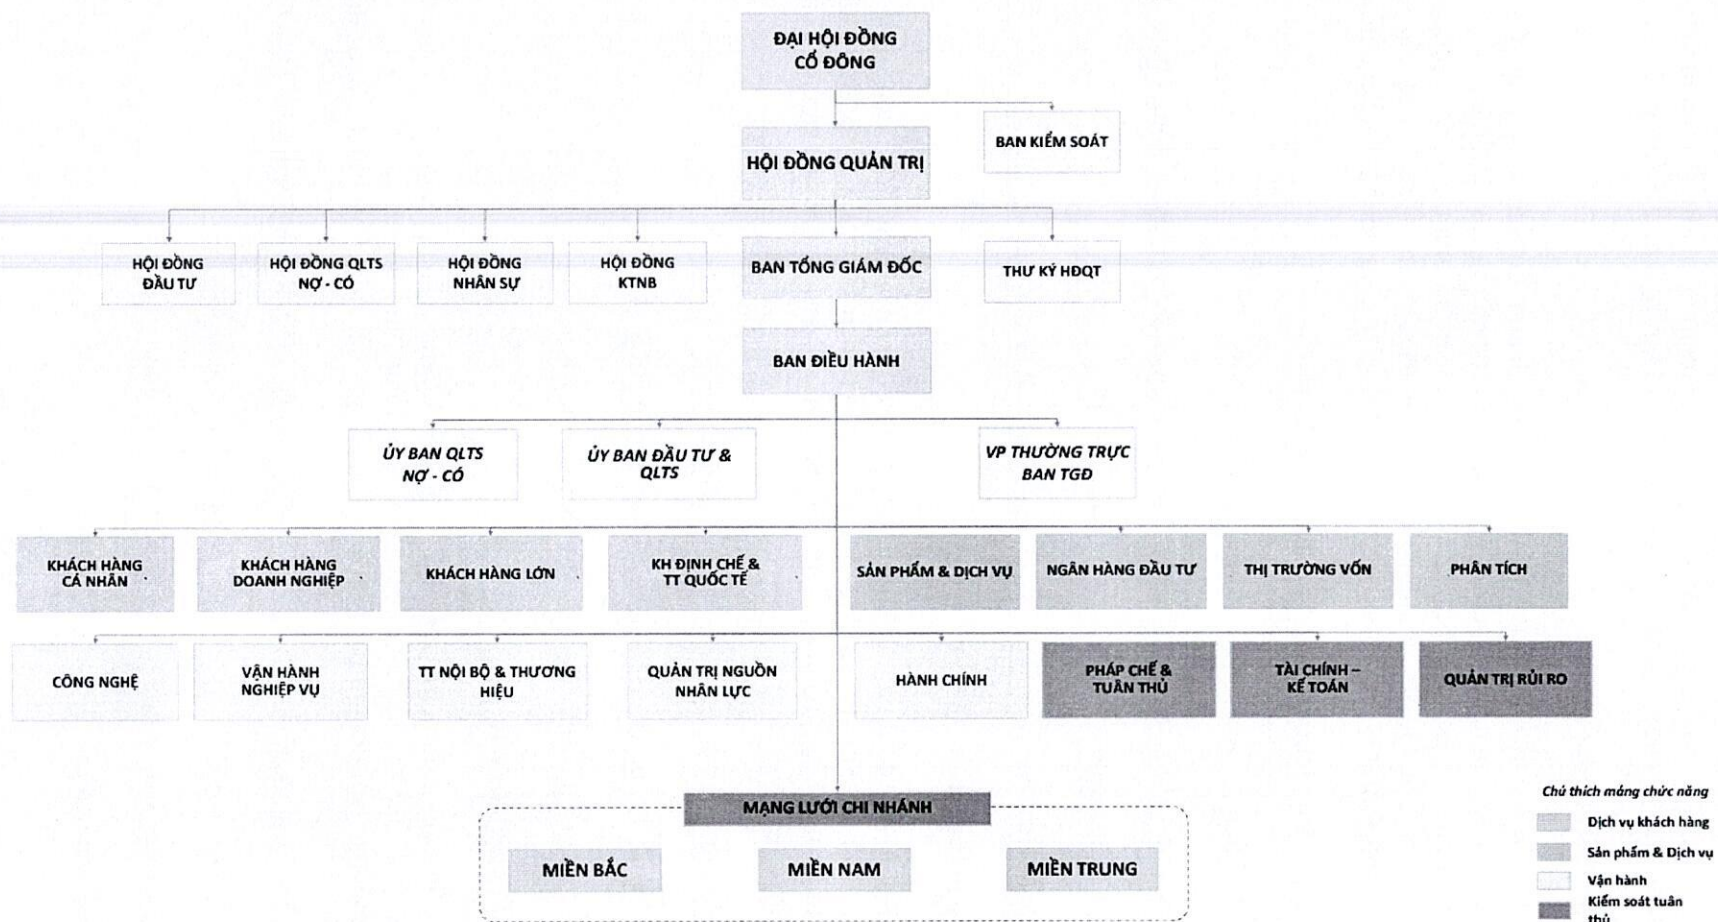 ĐẠI HỘI ĐỒNG
CỔ ĐÔNG
BAN KIỂM SOÁT
HỘI ĐỒNG QUẢN TRỊ
HỘI ĐỒNG
ĐẦU TƯ
HỘI ĐỒNG QLTS
NỢ - CÓ
HỘI ĐỒNG
NHÂN SỰ
HỘI ĐỒNG
KTNB
BAN TỔNG GIÁM ĐỐC
THƯ KÝ HĐQT
BAN ĐIỀU HÀNH
ỦY BAN QLTS
NỢ - CÓ
ỦY BAN ĐẦU TƯ &
QLTS
VP THƯỜNG TRỰC
BAN TGĐ
KHÁCH HÀNG
CÁ NHÂN
KHÁCH HÀNG
DOANH NGHIỆP
KHÁCH HÀNG LỚN
KH ĐỊNH CHẾ &
TT QUỐC TẾ
SẢN PHẨM & DỊCH VỤ
NGÂN HÀNG ĐẦU TƯ
THỊ TRƯỜNG VỐN
PHÂN TÍCH
CÔNG NGHỆ
VẬN HÀNH
NGHIỆP VỤ
TT NỘI BỘ & THƯƠNG
HIỆU
QUẢN TRỊ NGUỒN
NHÂN LỰC
HÀNH CHÍNH
PHÁP CHẾ &
TUÂN THỦ
TÀI CHÍNH –
KẾ TOÁN
QUẢN TRỊ RỦI RO
MẠNG LƯỚI CHI NHÁNH
MIỀN BẮC
MIỀN NAM
MIỀN TRUNG
Chú thích mảng chức năng
Dịch vụ khách hàng
Sản phẩm & Dịch vụ
Vận hành
Kiểm soát tuân
thủ